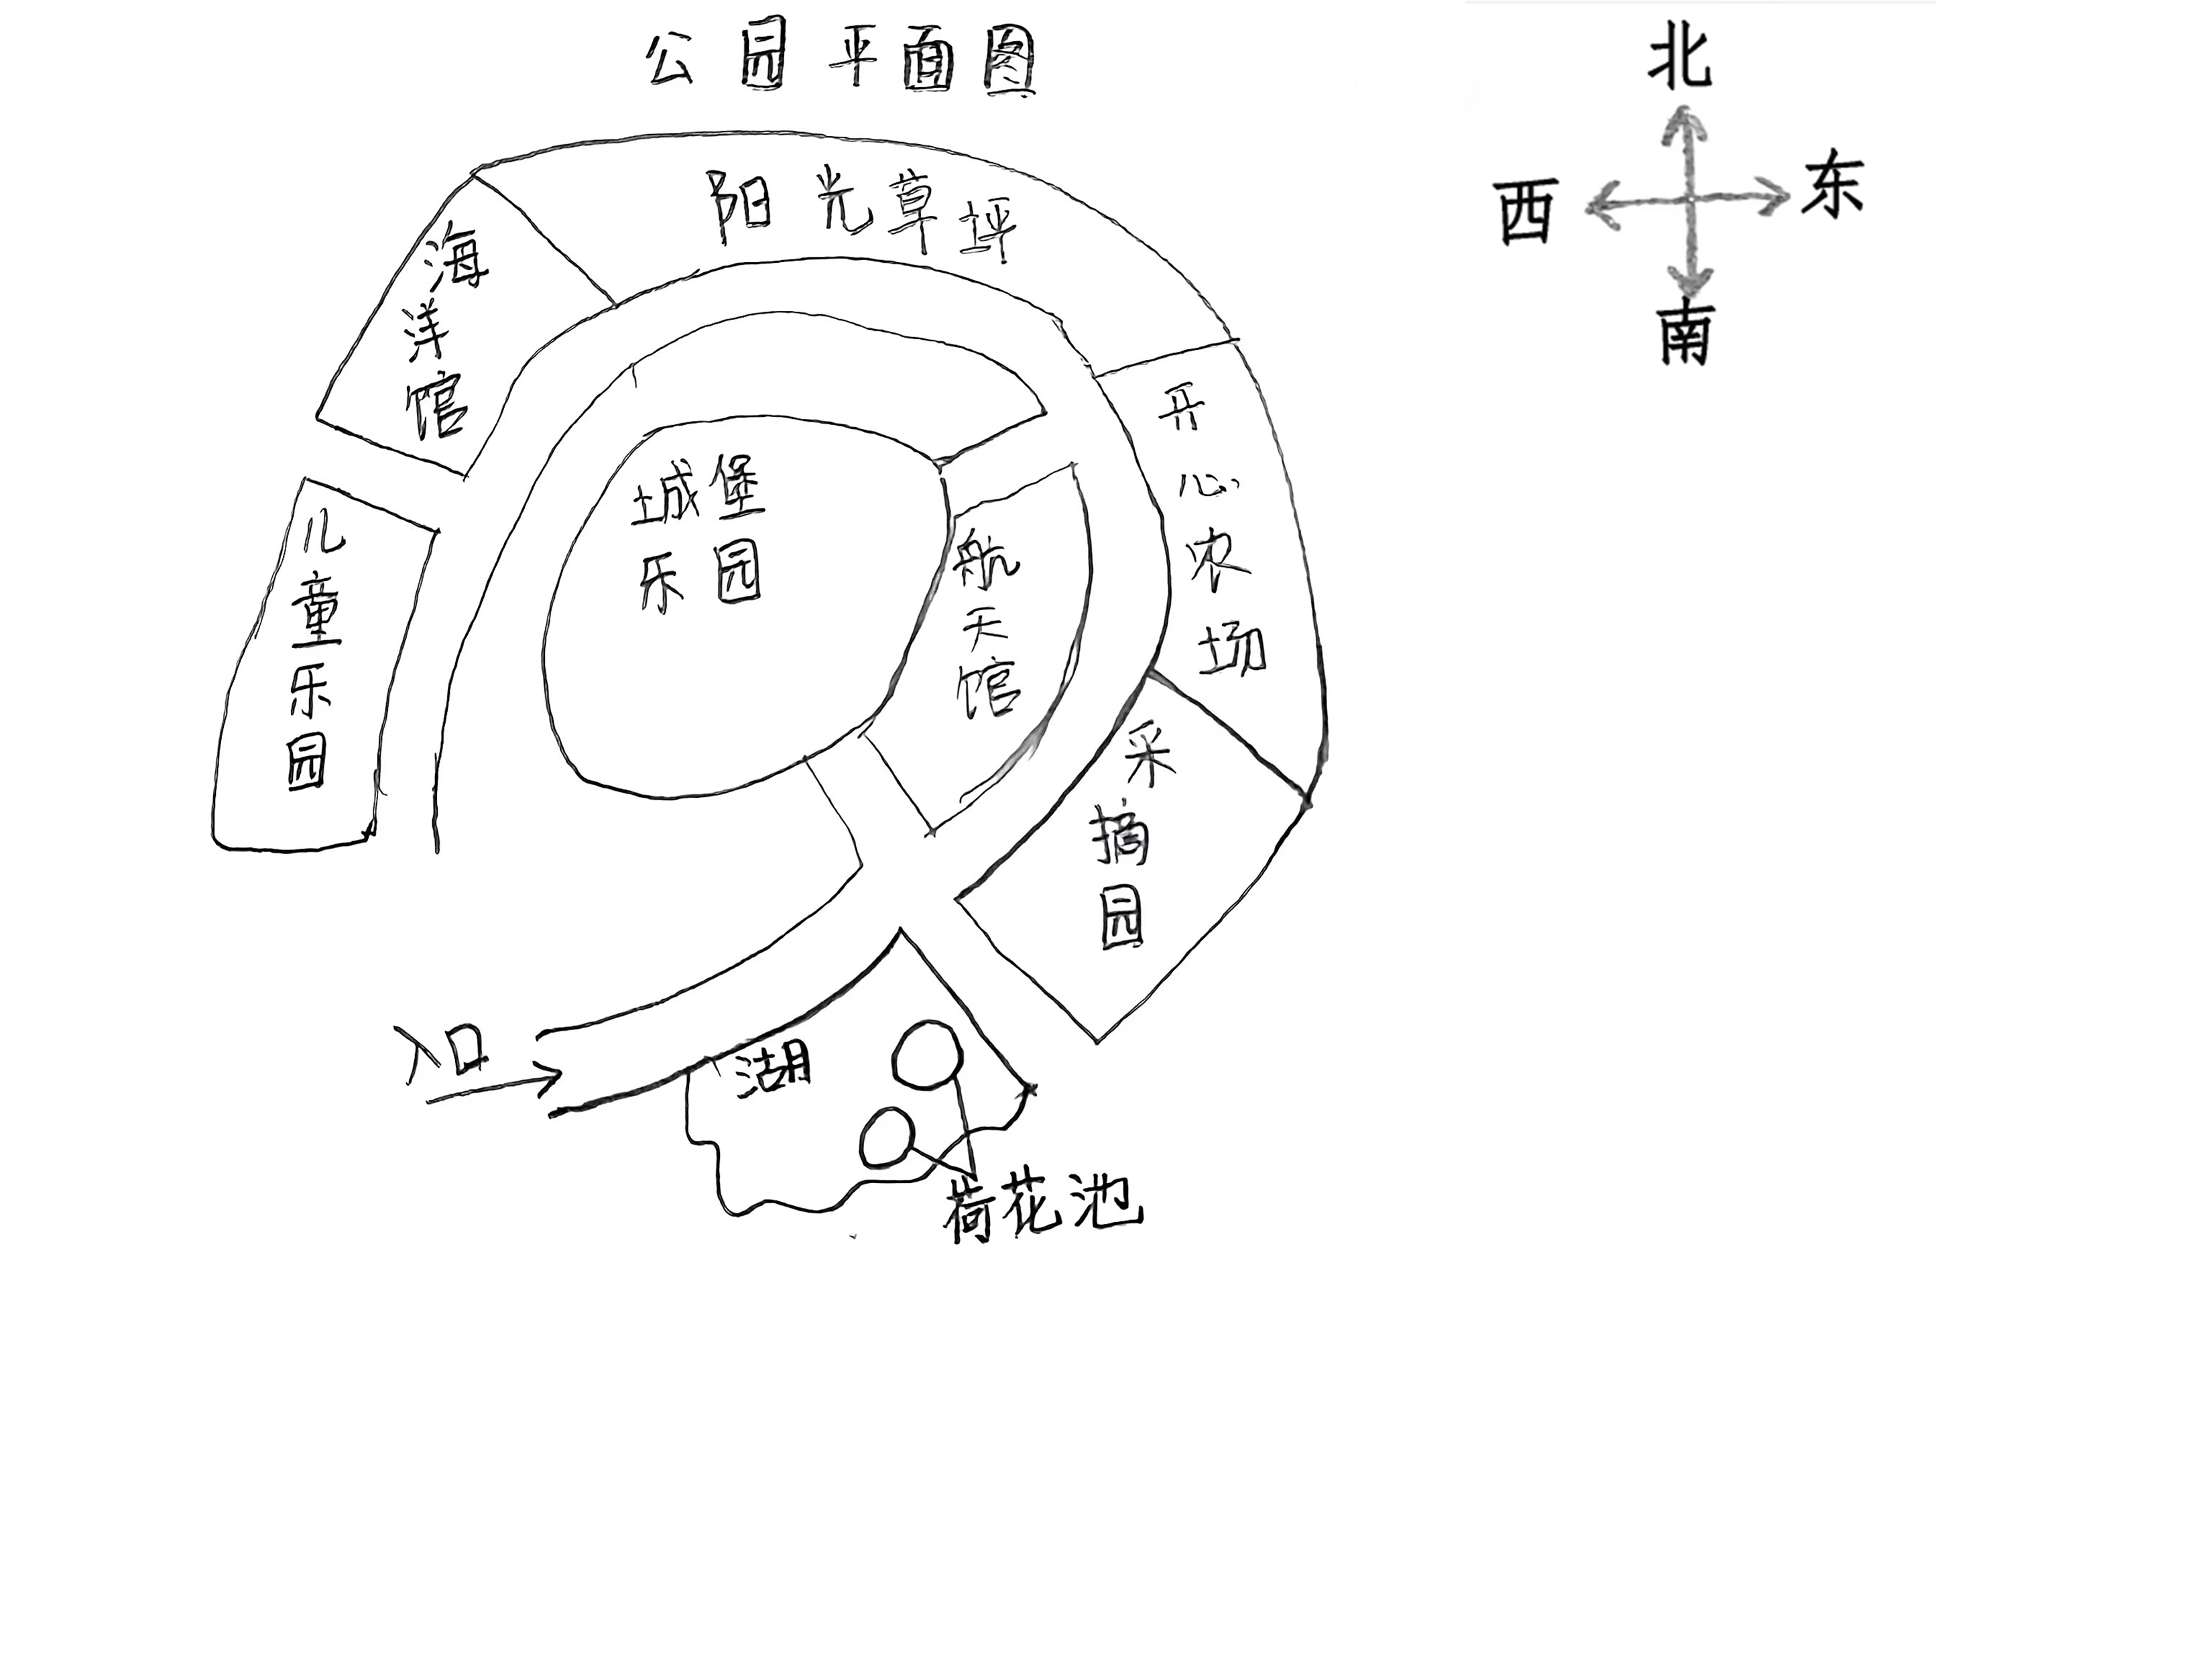 公园平面图
北
西
东
南
阳光草坪
海洋馆
开心农场
城堡
乐园
航天馆
儿童乐园
采摘园
入口
湖
荷花池